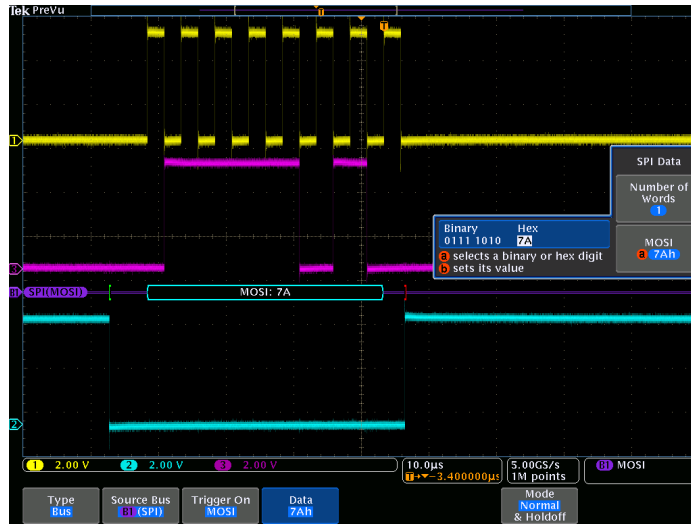 Tek PreVu
T
T
1
SPI Data
Number of
Words
1
Binary Hex
0111 1010 7A
MOSI
a 7Ah
a selects a binary or hex digit
b sets its value
3
B1 SPI(MOSI) MOSI: 7A
2
1 2.00 V 2 2.00 V 3 2.00 V
10.0µs
T→▼−3.400000µs
5.00GS/s
1M points
B1 MOSI
Type
Bus
Source Bus
B1 (SPI)
Trigger On
MOSI
Data
7Ah
Mode
Normal
& Holdoff